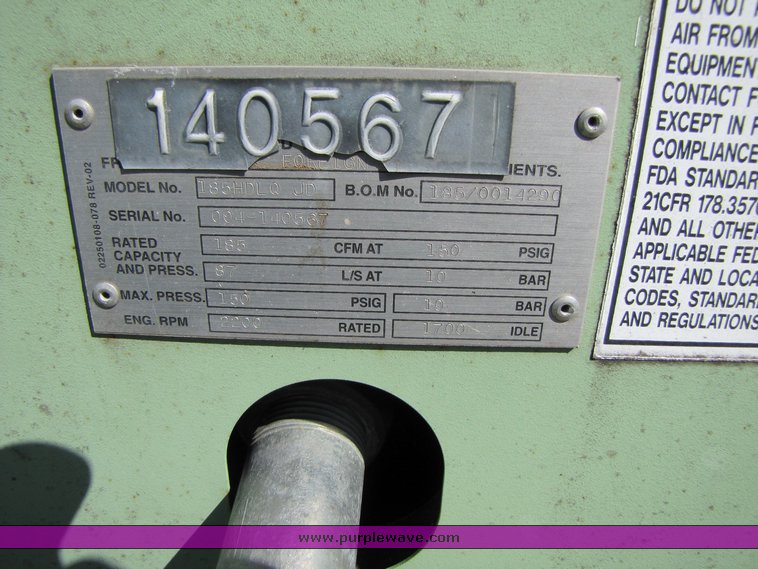 140567
MENTS.
MODEL No. 185HDLQ JD B.O.M No. 185/0014290
SERIAL No. 004-140567
RATED CAPACITY AND PRESS. 185 CFM AT 150 PSIG
87 L/S AT 10 BAR
MAX. PRESS. 150 PSIG 10 BAR
ENG. RPM 2200 RATED 1700 IDLE
02250108-078 REV-02
DO NOT
AIR FROM
EQUIPMEN
CONTACT F
EXCEPT IN F
COMPLIANCE
FDA STANDAR
21CFR 178.3570
AND ALL OTHE
APPLICABLE FED
STATE AND LOCA
CODES, STANDAR
AND REGULATIONS
www.purplewave.com